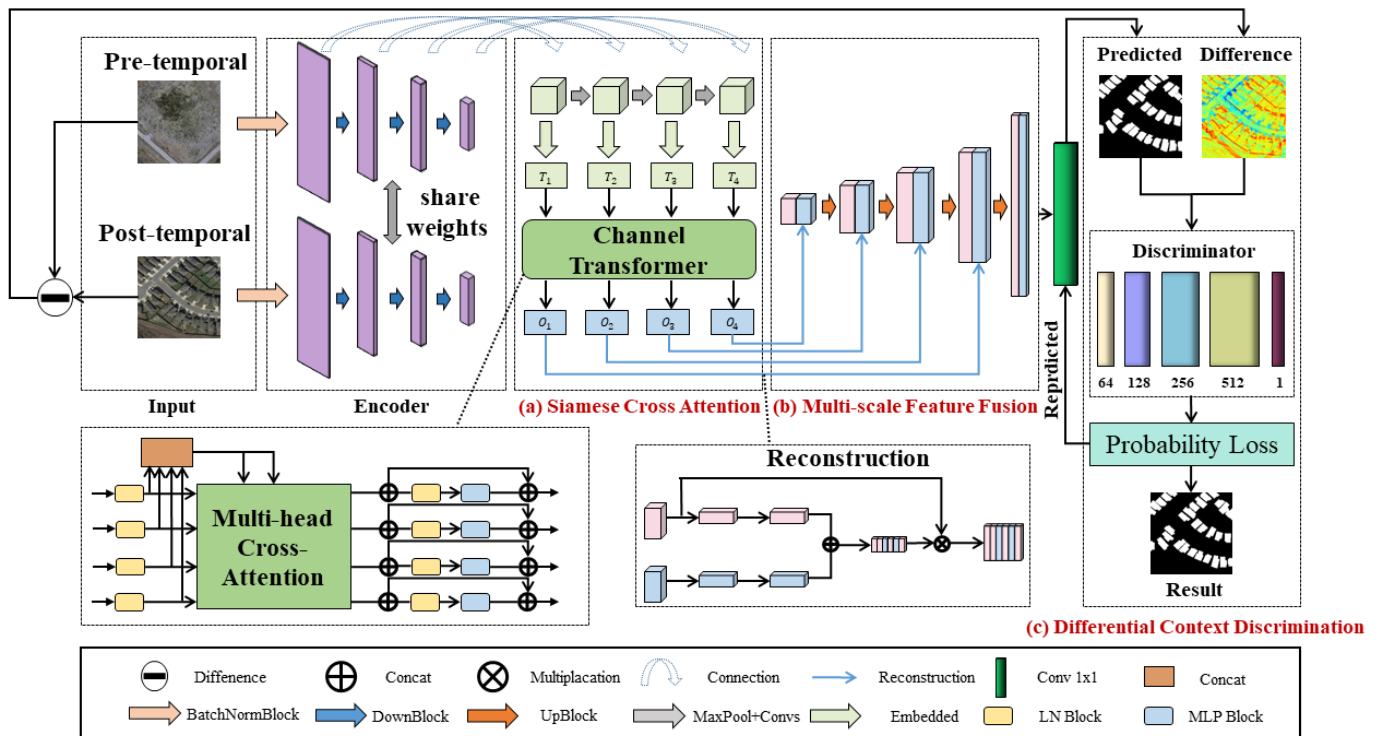 Pre-temporal
Post-temporal
Input
share
weights
Encoder
T1
T2
T3
T4
Channel
Transformer
O1
O2
O3
O4
(a) Siamese Cross Attention
(b) Multi-scale Feature Fusion
Reprdicted
Predicted
Difference
Discriminator
64
128
256
512
1
Probability Loss
Result
(c) Differential Context Discrimination
Multi-head
Cross-
Attention
Reconstruction
Diffenence
Concat
Multiplacation
Connection
Reconstruction
Conv 1x1
Concat
BatchNormBlock
DownBlock
UpBlock
MaxPool+Convs
Embedded
LN Block
MLP Block